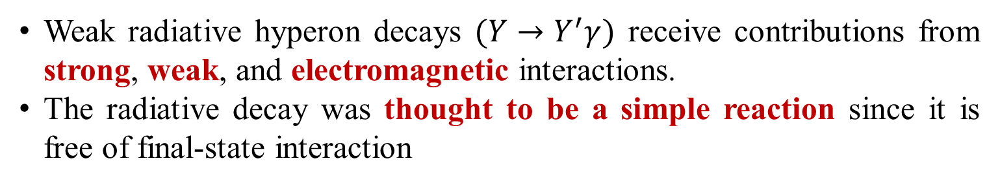 • Weak radiative hyperon decays (𝑌 → 𝑌′𝛾) receive contributions from
strong, weak, and electromagnetic interactions.
• The radiative decay was thought to be a simple reaction since it is
free of final-state interaction